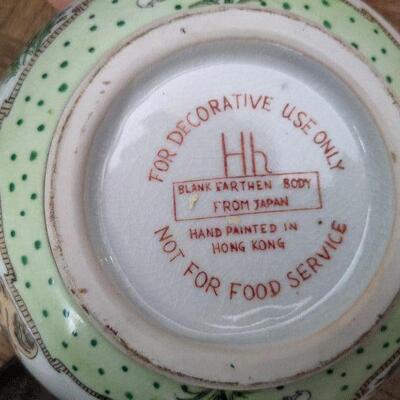 FOR DECORATIVE USE ONLY
Hh
BLANK EARTHEN BODY
FROM JAPAN
HAND PAINTED IN
HONG KONG
NOT FOR FOOD SERVICE